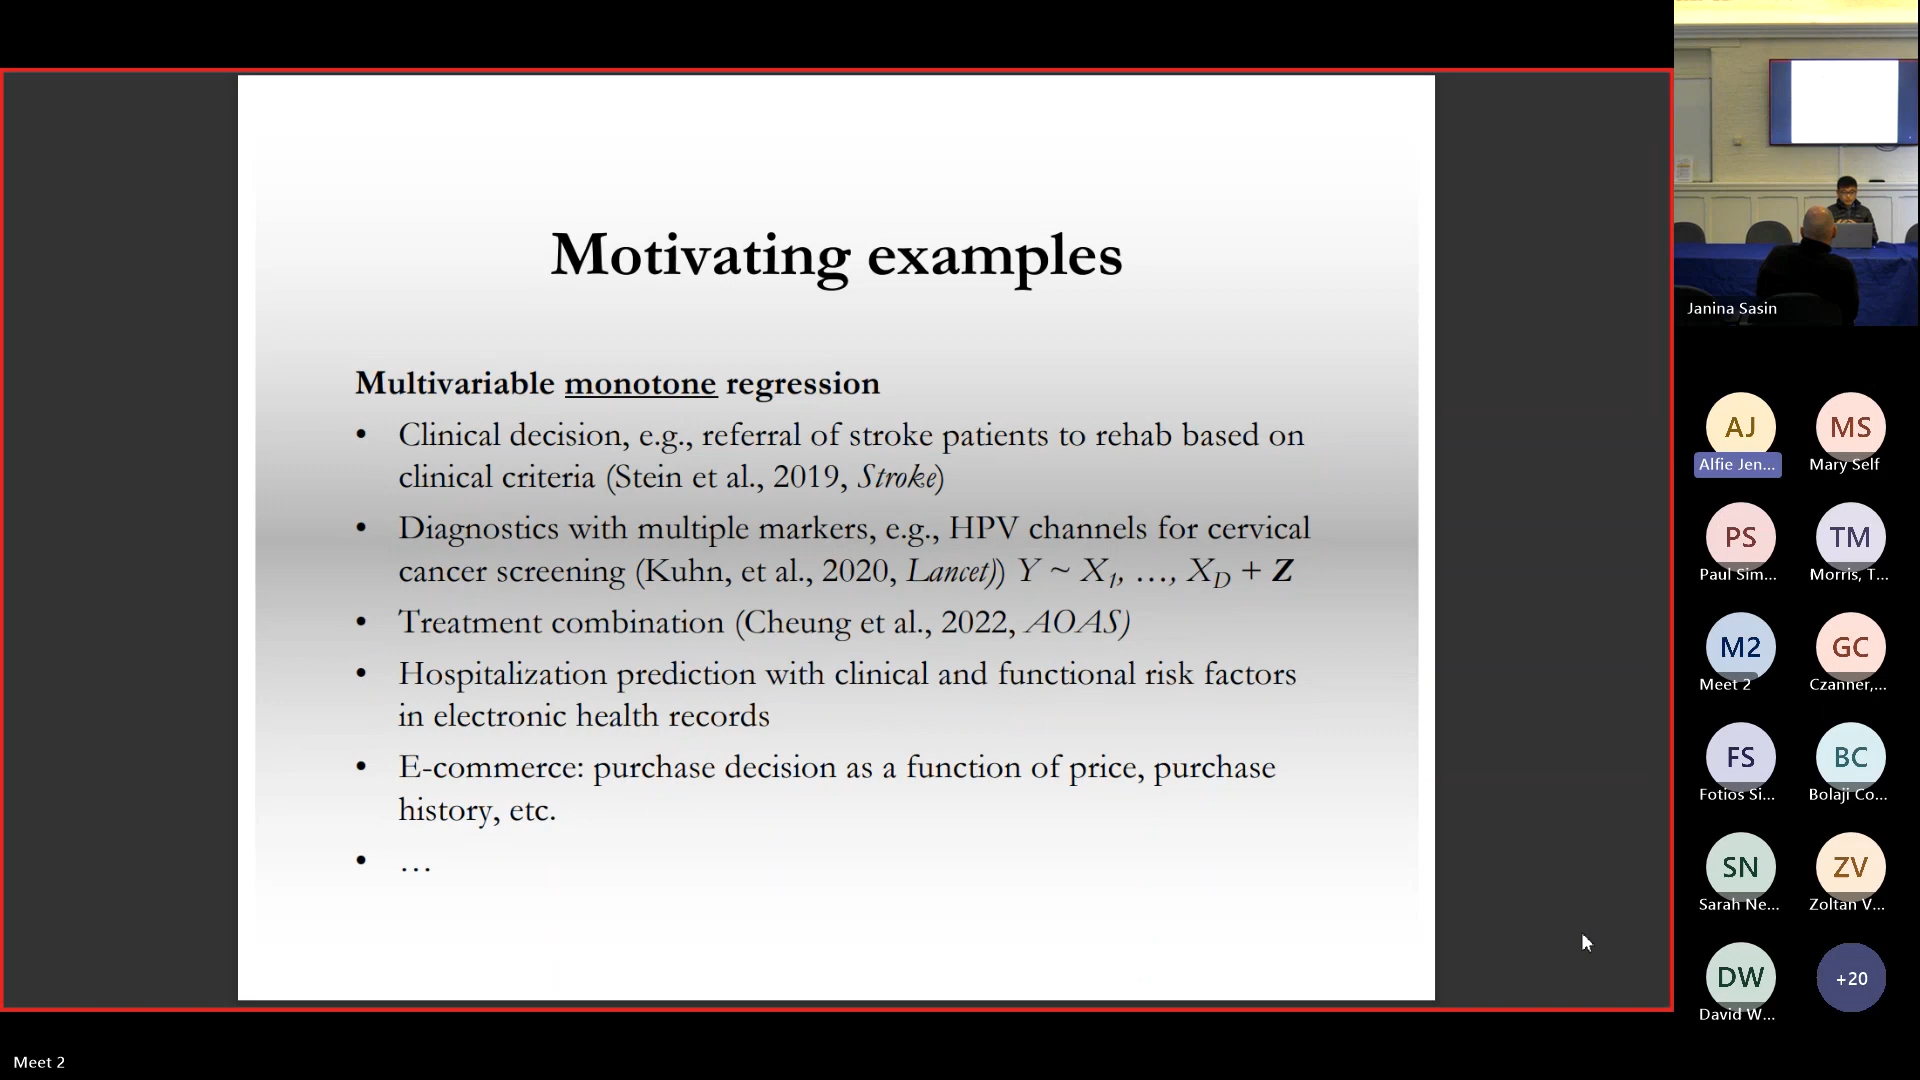 Motivating examples
Multivariable monotone regression
• Clinical decision, e.g., referral of stroke patients to rehab based on
clinical criteria (Stein et al., 2019, Stroke)
• Diagnostics with multiple markers, e.g., HPV channels for cervical
cancer screening (Kuhn, et al., 2020, Lancet)) Y ~ X1, …, XD + Z
• Treatment combination (Cheung et al., 2022, AOAS)
• Hospitalization prediction with clinical and functional risk factors
in electronic health records
• E-commerce: purchase decision as a function of price, purchase
history, etc.
• …
Janina Sasin
AJ
Alfie Jen...
MS
Mary Self
PS
Paul Sim...
TM
Morris, T...
M2
Meet 2
GC
Czanner,...
FS
Fotios Si...
BC
Bolaji Co...
SN
Sarah Ne...
ZV
Zoltan V...
DW
David W...
+20
Meet 2